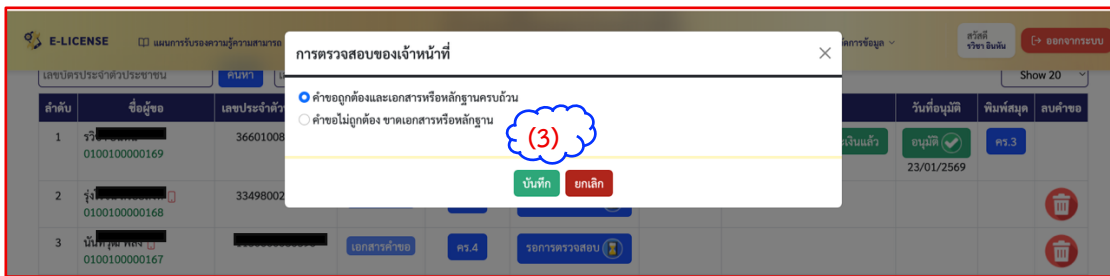 E-LICENSE
แผนการรับรองความรู้ความสามารถ
จัดการข้อมูล
สวัสดี
รวิชา อินทัน
ออกจากระบบ
การตรวจสอบของเจ้าหน้าที่
เลขบัตรประจำตัวประชาชน
ค้นหา
Show 20
คำขอถูกต้องและเอกสารหรือหลักฐานครบถ้วน
คำขอไม่ถูกต้อง ขาดเอกสารหรือหลักฐาน
(3)
บันทึก
ยกเลิก
ลำดับ
ชื่อผู้ขอ
วันที่อนุมัติ
พิมพ์สมุด
ลบคำขอ
1
0100100000169
36601008
อนุมัติ
23/01/2569
คร.3
2
0100100000168
33498002
3
0100100000167
เอกสารคำขอ
คร.4
รอการตรวจสอบ